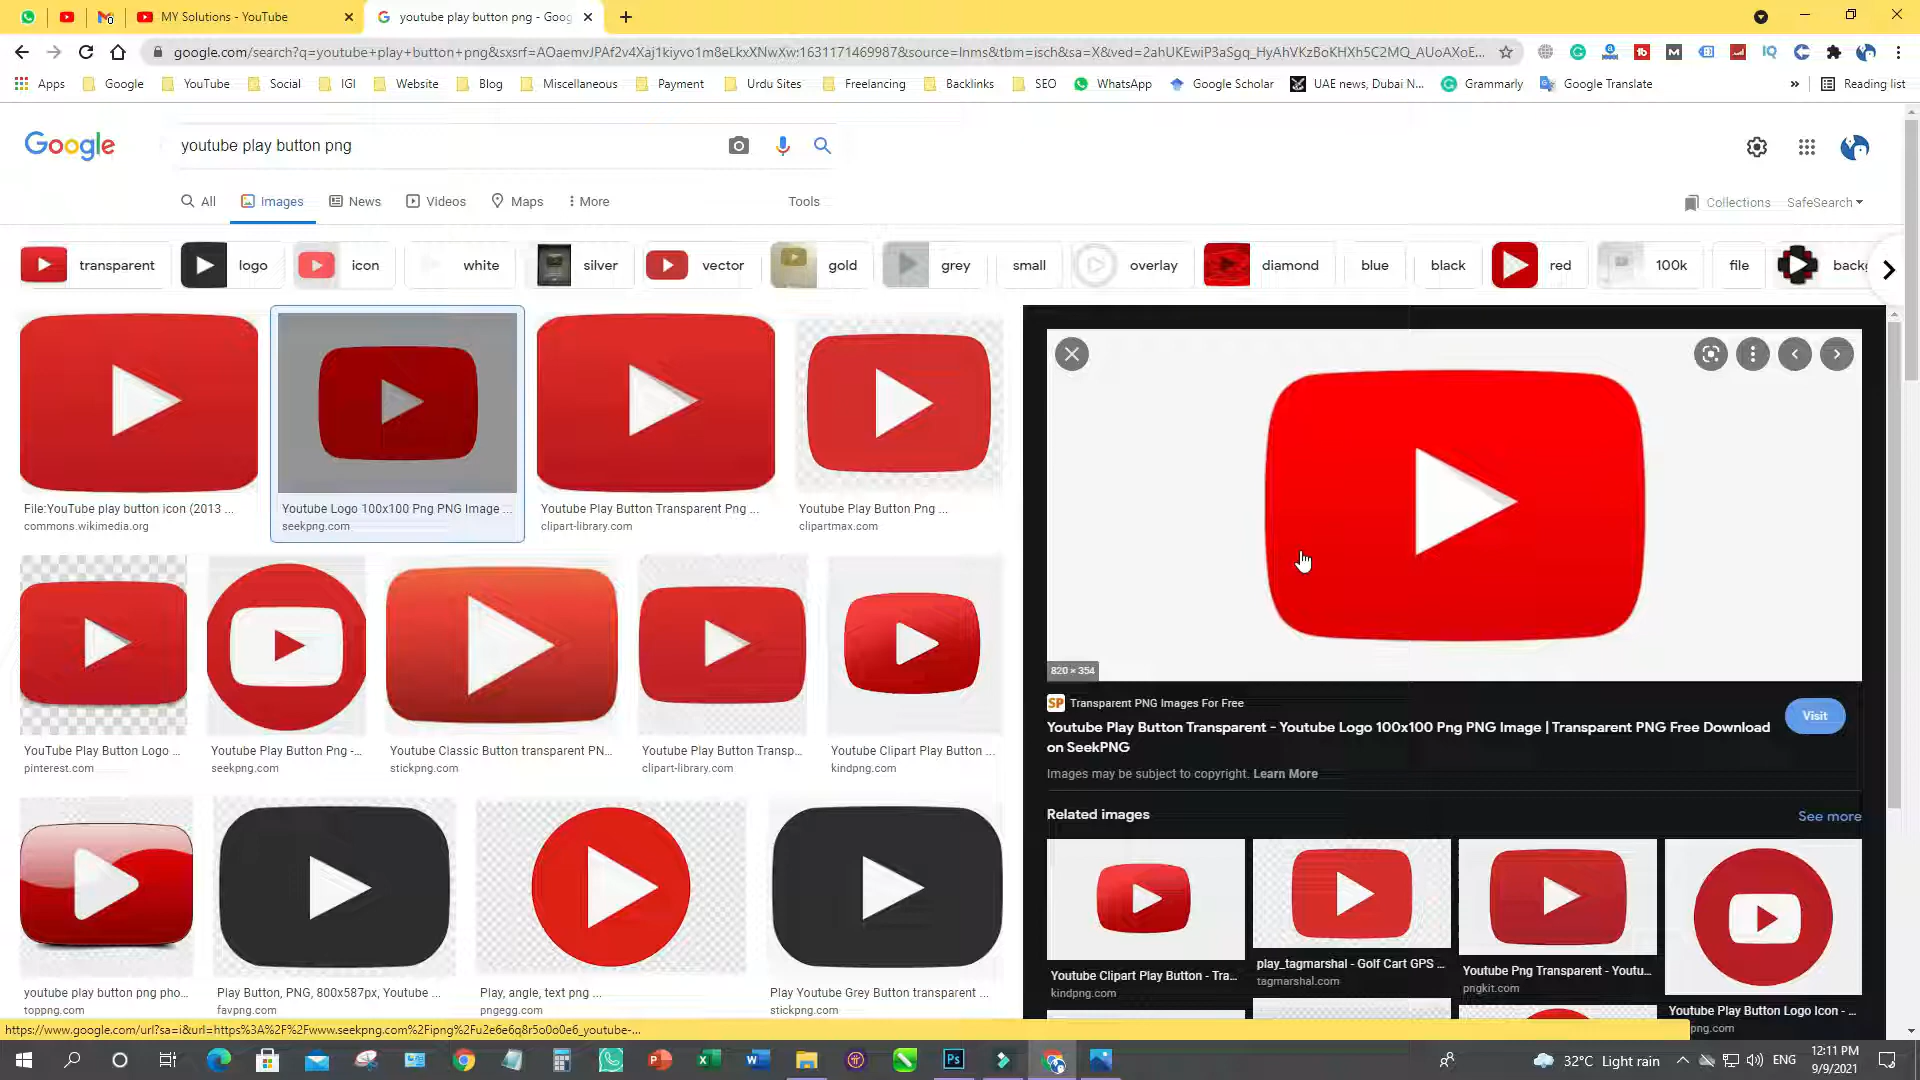 MY Solutions - YouTube
youtube play button png - Goog
google.com/search?q=youtube+play+button+png&sxsrf=AOaemvJPAf2v4Xaj1kiyvo1m8eLkxXNwXw:1631171469987&source=lnms&tbm=isch&sa=X&ved=2ahUKEwiP3aSgq_HyAhVKzBoKHXh5C2MQ_AUoAXoE...
Apps Google YouTube Social IGI Website Blog Miscellaneous Payment Urdu Sites Freelancing Backlinks SEO WhatsApp Google Scholar UAE news, Dubai N... Grammarly Google Translate » Reading list
Google
youtube play button png
All Images News Videos Maps More Tools
Collections SafeSearch
transparent logo icon white silver vector gold grey small overlay diamond blue black red 100k file backg
File:YouTube play button icon (2013 ...
commons.wikimedia.org
Youtube Logo 100x100 Png PNG Image ...
seekpng.com
Youtube Play Button Transparent Png ...
clipart-library.com
Youtube Play Button Png ...
clipartmax.com
YouTube Play Button Logo ...
pinterest.com
Youtube Play Button Png -...
seekpng.com
Youtube Classic Button transparent PN...
stickpng.com
Youtube Play Button Transp...
clipart-library.com
Youtube Clipart Play Button ...
kindpng.com
youtube play button png pho...
toppng.com
Play Button, PNG, 800x587px, Youtube ...
favpng.com
Play, angle, text png ...
pngegg.com
Play Youtube Grey Button transparent ...
stickpng.com
820 × 354
SP Transparent PNG Images For Free
Youtube Play Button Transparent - Youtube Logo 100x100 Png PNG Image | Transparent PNG Free Download
on SeekPNG
Visit
Images may be subject to copyright. Learn More
Related images
See more
Youtube Clipart Play Button - Tra...
kindpng.com
play_tagmarshal - Golf Cart GPS ...
tagmarshal.com
Youtube Png Transparent - Youtu...
pngkit.com
Youtube Play Button Logo Icon - ...
png.com
https://www.google.com/url?sa=i&url=https%3A%2F%2Fwww.seekpng.com%2Fipng%2Fu2e6e6q8r5o0o0e6_youtube-...
32°C Light rain
ENG
12:11 PM
9/9/2021